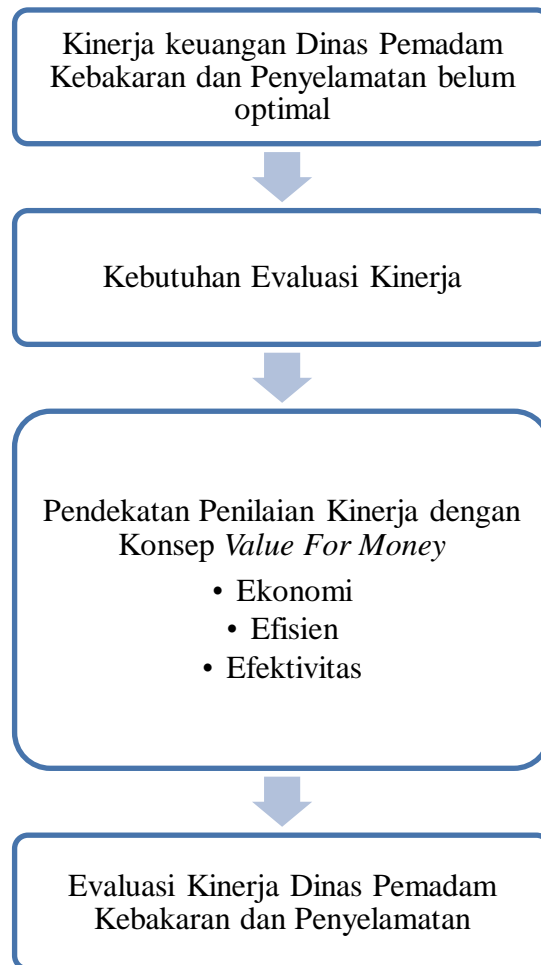 Kinerja keuangan Dinas Pemadam
Kebakaran dan Penyelamatan belum
optimal
Kebutuhan Evaluasi Kinerja
Pendekatan Penilaian Kinerja dengan
Konsep Value For Money
• Ekonomi
• Efisien
• Efektivitas
Evaluasi Kinerja Dinas Pemadam
Kebakaran dan Penyelamatan